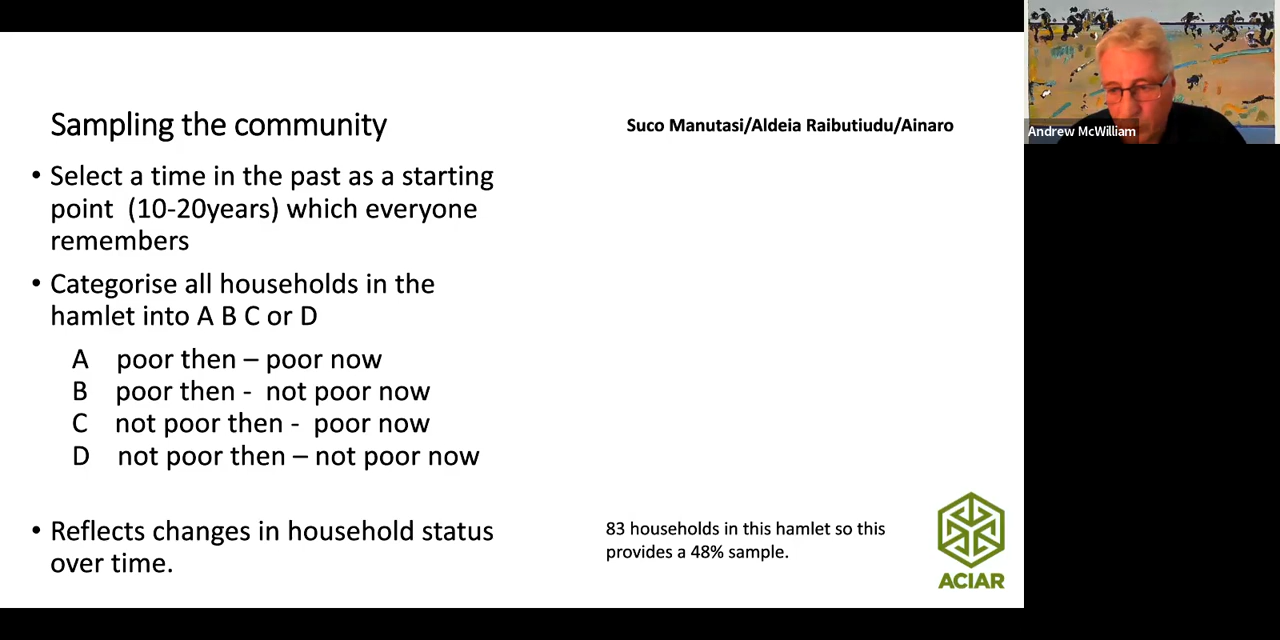 Sampling the community
Suco Manutasi/Aldeia Raibutiudu/Ainaro
• Select a time in the past as a starting
point  (10-20years) which everyone
remembers
• Categorise all households in the
hamlet into A B C or D
A poor then – poor now
B poor then -  not poor now
C not poor then -  poor now
D not poor then – not poor now
• Reflects changes in household status
over time.
83 households in this hamlet so this
provides a 48% sample.
ACIAR
Andrew McWilliam